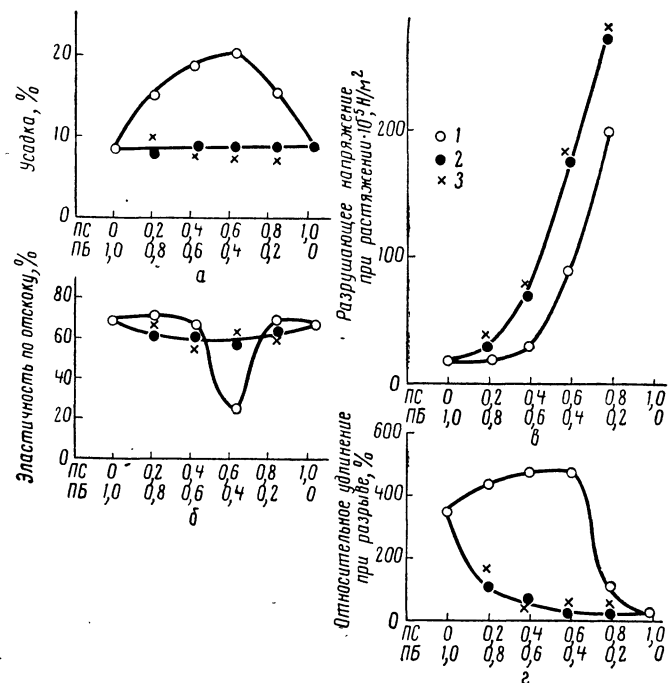 Усадка, %
20
10
0
ПС 0 0,2 0,4 0,6 0,8 1,0
ПБ 1,0 0,8 0,6 0,4 0,2 0
а
Эластичность по отскоку, %
80
60
40
20
0
ПС 0 0,2 0,4 0,6 0,8 1,0
ПБ 1,0 0,8 0,6 0,4 0,2 0
б
Разрушающее напряжение
при растяжении·10⁻⁵, Н/м²
200
100
0
1
2
3
ПС 0 0,2 0,4 0,6 0,8 1,0
ПБ 1,0 0,8 0,6 0,4 0,2 0
в
Относительное удлинение
при разрыве, %
600
400
200
0
ПС 0 0,2 0,4 0,6 0,8 1,0
ПБ 1,0 0,8 0,6 0,4 0,2 0
г